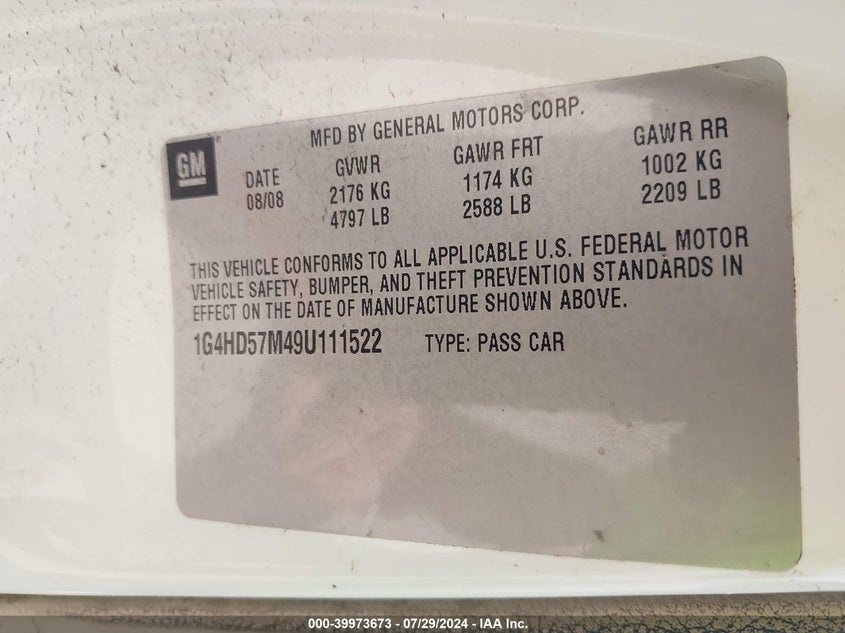 MFD BY GENERAL MOTORS CORP.
GM
DATE GVWR GAWR FRT GAWR RR
08/08 2176 KG 1174 KG 1002 KG
4797 LB 2588 LB 2209 LB
THIS VEHICLE CONFORMS TO ALL APPLICABLE U.S. FEDERAL MOTOR
VEHICLE SAFETY, BUMPER, AND THEFT PREVENTION STANDARDS IN
EFFECT ON THE DATE OF MANUFACTURE SHOWN ABOVE.
1G4HD57M49U111522 TYPE: PASS CAR
000-39973673 - 07/29/2024 - IAA Inc.